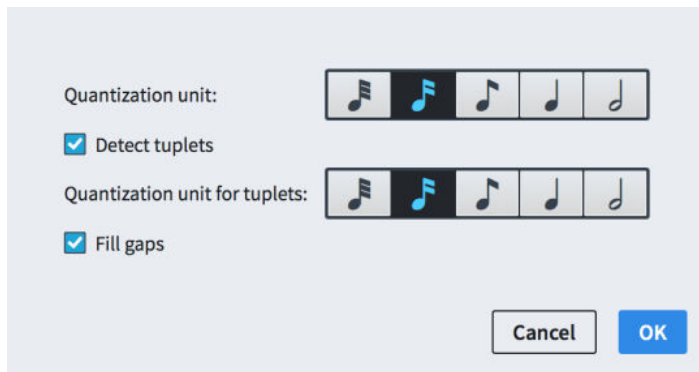 Quantization unit:
Detect tuplets
Quantization unit for tuplets:
Fill gaps
Cancel OK